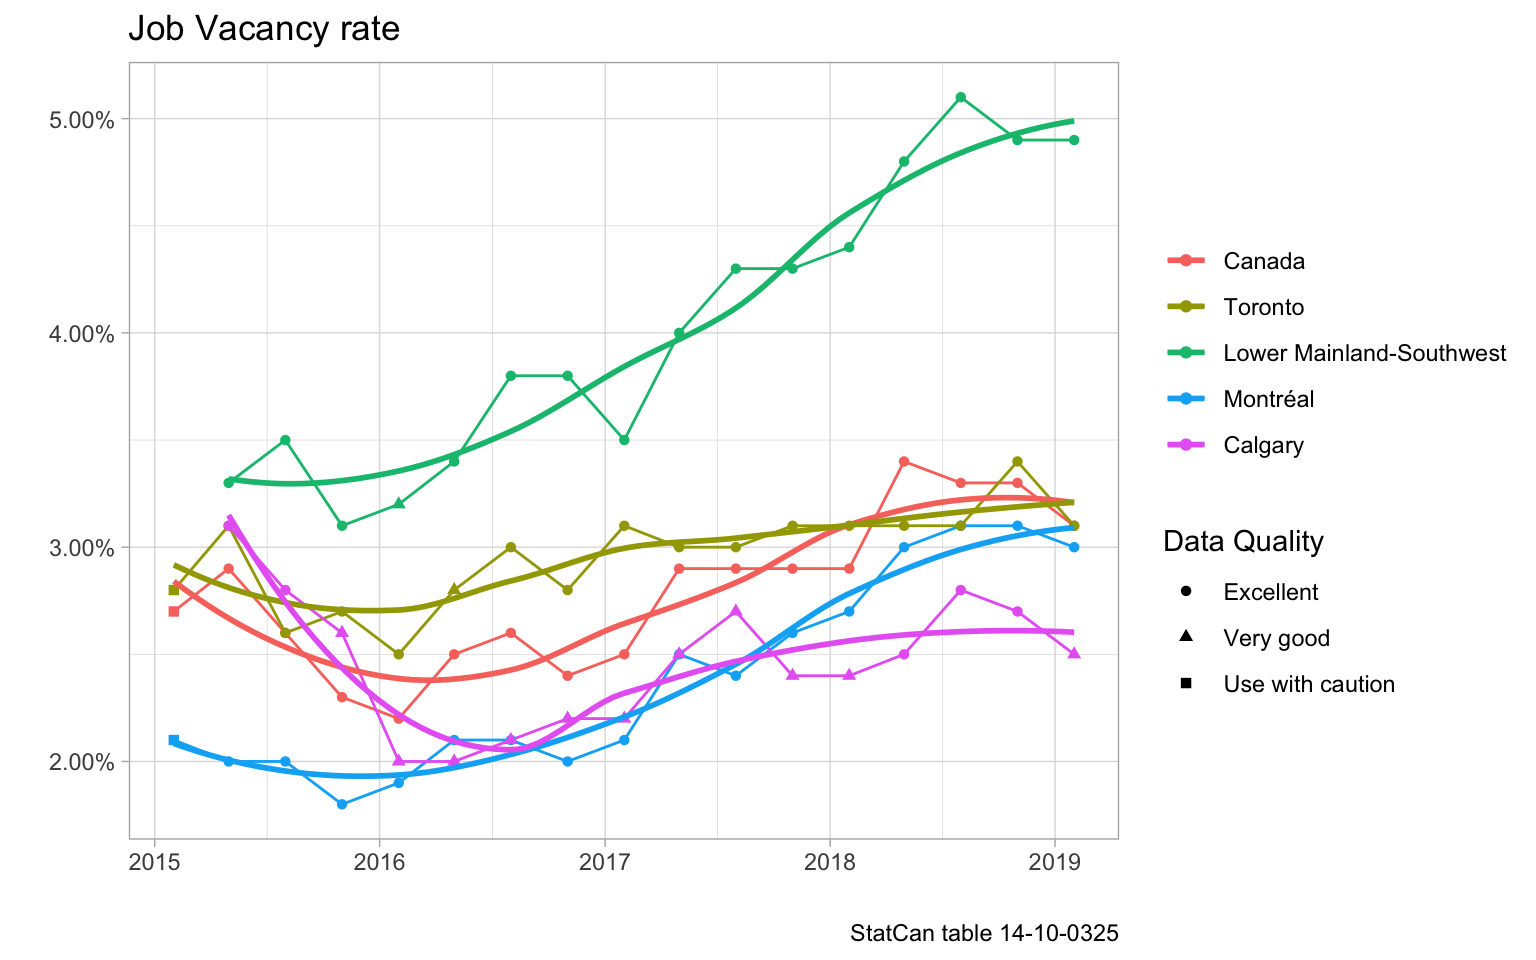 Job Vacancy rate
5.00%
4.00%
3.00%
2.00%
2015
2016
2017
2018
2019
Canada
Toronto
Lower Mainland-Southwest
Montréal
Calgary
Data Quality
Excellent
Very good
Use with caution
StatCan table 14-10-0325